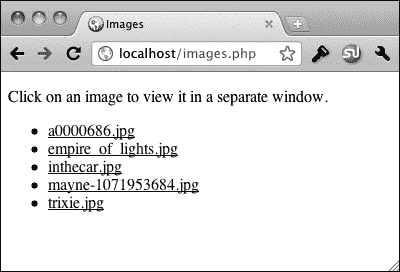 Images
localhost/images.php
Click on an image to view it in a separate window.
a0000686.jpg
empire_of_lights.jpg
inthecar.jpg
mayne-1071953684.jpg
trixie.jpg